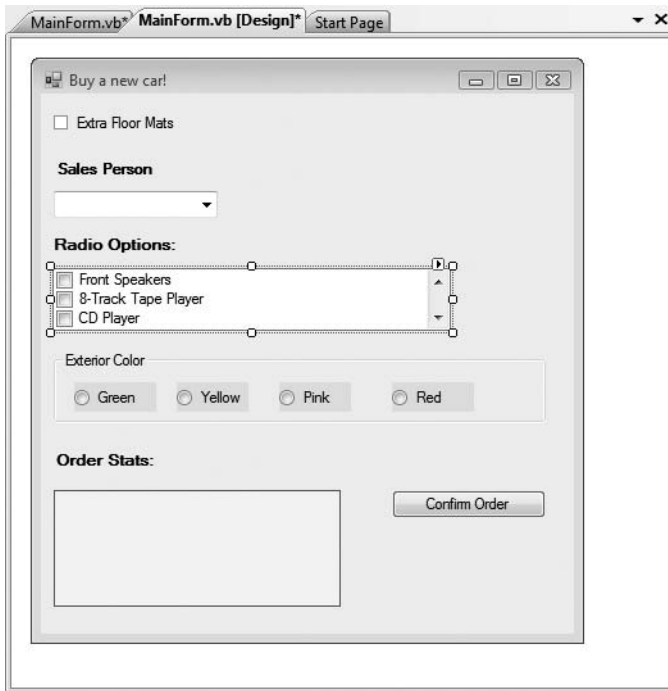 MainForm.vb* MainForm.vb [Design]* Start Page
Buy a new car!
Extra Floor Mats
Sales Person
Radio Options:
Front Speakers
8-Track Tape Player
CD Player
Exterior Color
Green Yellow Pink Red
Order Stats:
Confirm Order